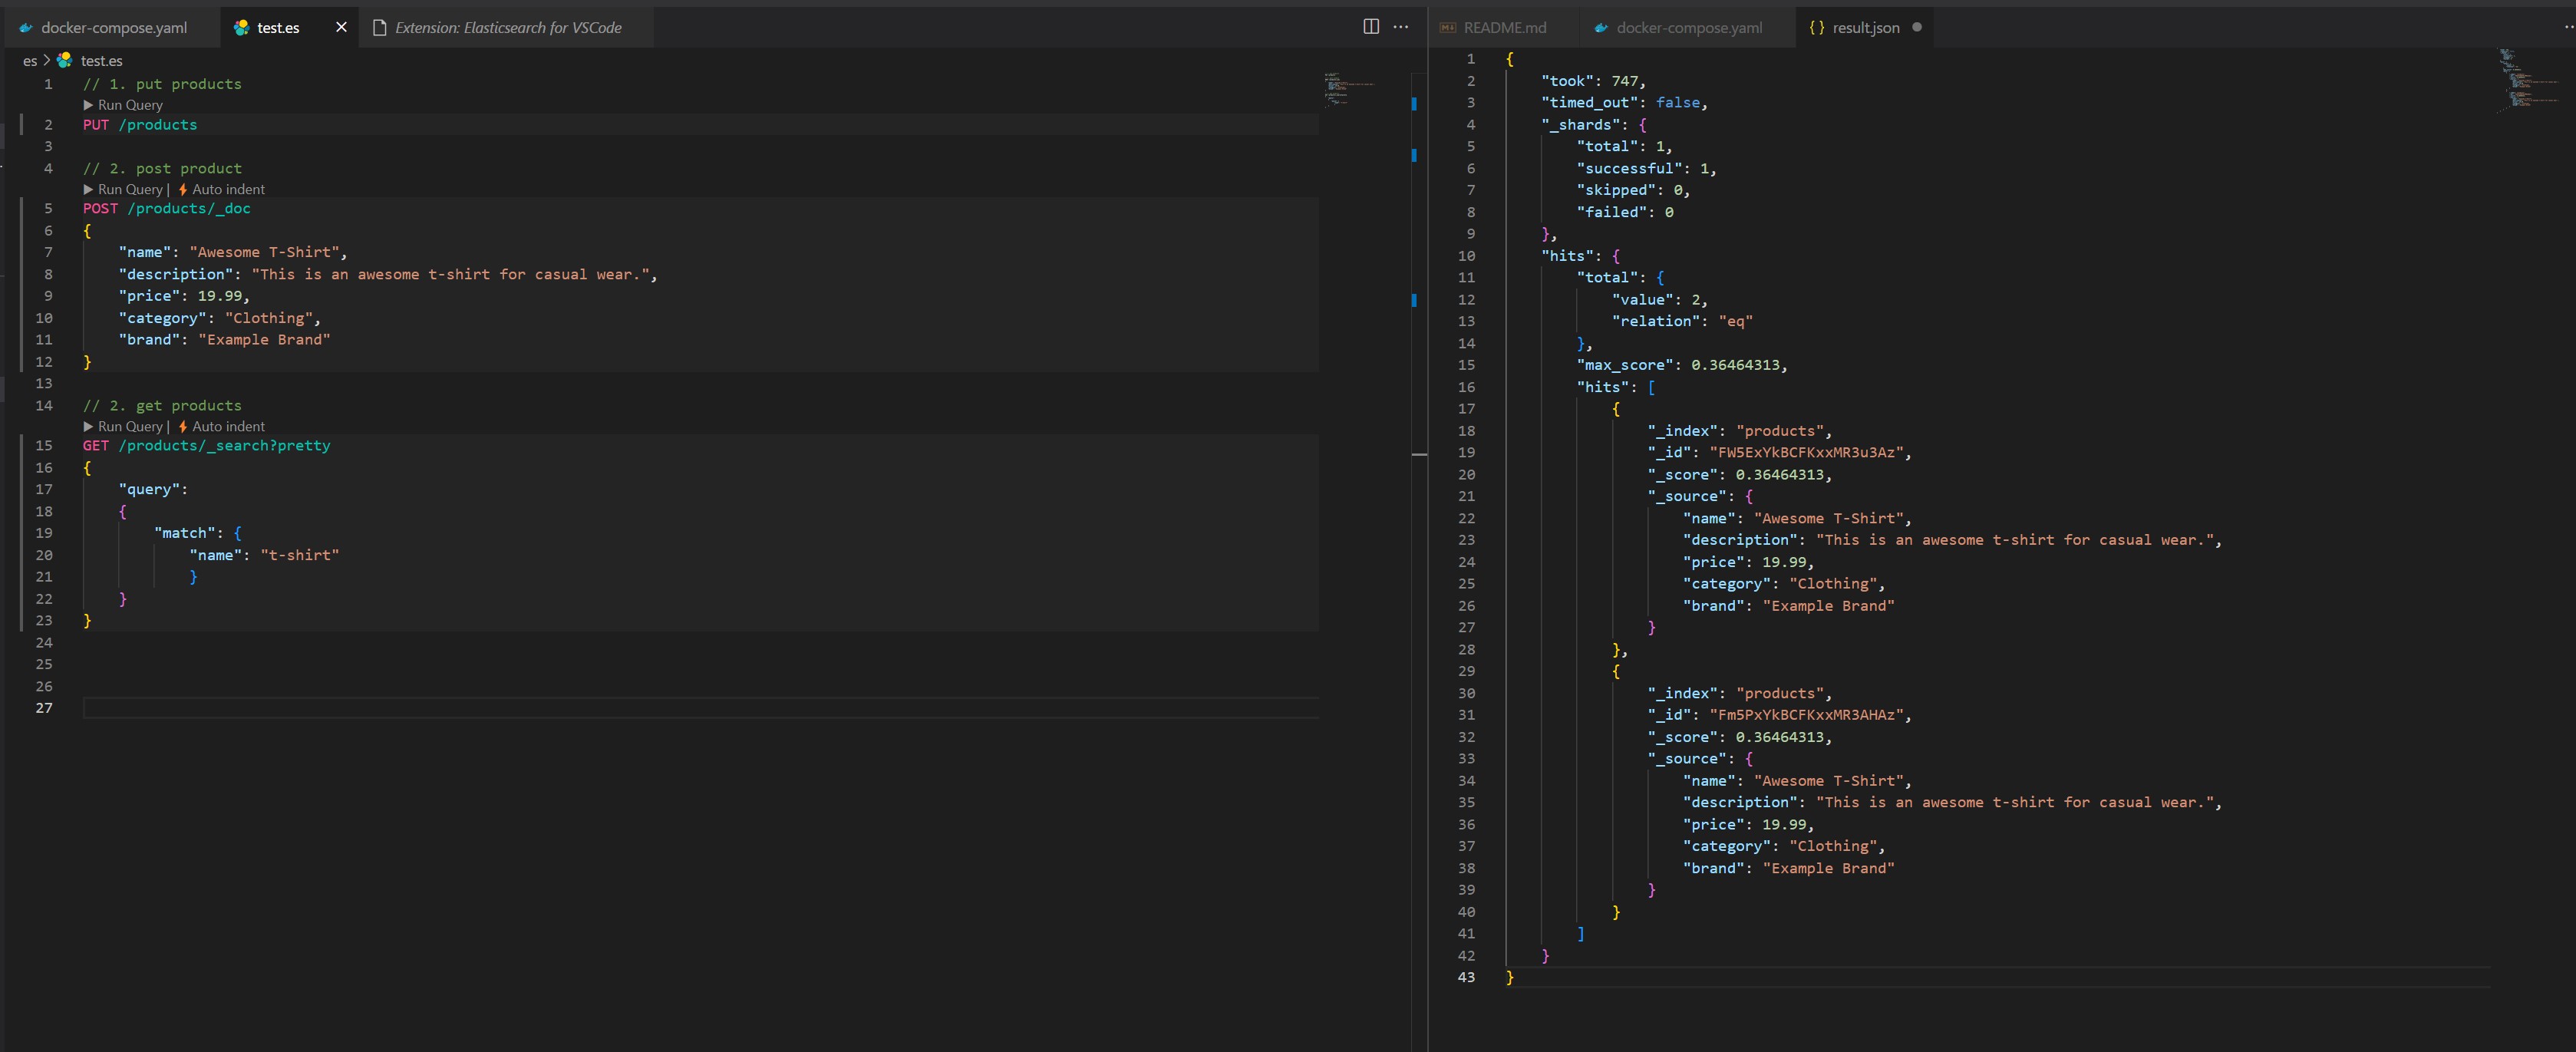 docker-compose.yaml
test.es
Extension: Elasticsearch for VSCode
es > test.es
1 // 1. put products
Run Query
2 PUT /products
3
4 // 2. post product
Run Query | Auto indent
5 POST /products/_doc
6 {
7 "name": "Awesome T-Shirt",
8 "description": "This is an awesome t-shirt for casual wear.",
9 "price": 19.99,
10 "category": "Clothing",
11 "brand": "Example Brand"
12 }
13
14 // 2. get products
Run Query | Auto indent
15 GET /products/_search?pretty
16 {
17 "query":
18 {
19 "match": {
20 "name": "t-shirt"
21 }
22 }
23 }
24
25
26
27
README.md
docker-compose.yaml
{} result.json
1 {
2 "took": 747,
3 "timed_out": false,
4 "_shards": {
5 "total": 1,
6 "successful": 1,
7 "skipped": 0,
8 "failed": 0
9 },
10 "hits": {
11 "total": {
12 "value": 2,
13 "relation": "eq"
14 },
15 "max_score": 0.36464313,
16 "hits": [
17 {
18 "_index": "products",
19 "_id": "FW5ExYkBCFKxxMR3u3Az",
20 "_score": 0.36464313,
21 "_source": {
22 "name": "Awesome T-Shirt",
23 "description": "This is an awesome t-shirt for casual wear.",
24 "price": 19.99,
25 "category": "Clothing",
26 "brand": "Example Brand"
27 }
28 },
29 {
30 "_index": "products",
31 "_id": "Fm5PxYkBCFKxxMR3AHAz",
32 "_score": 0.36464313,
33 "_source": {
34 "name": "Awesome T-Shirt",
35 "description": "This is an awesome t-shirt for casual wear.",
36 "price": 19.99,
37 "category": "Clothing",
38 "brand": "Example Brand"
39 }
40 }
41 ]
42 }
43 }